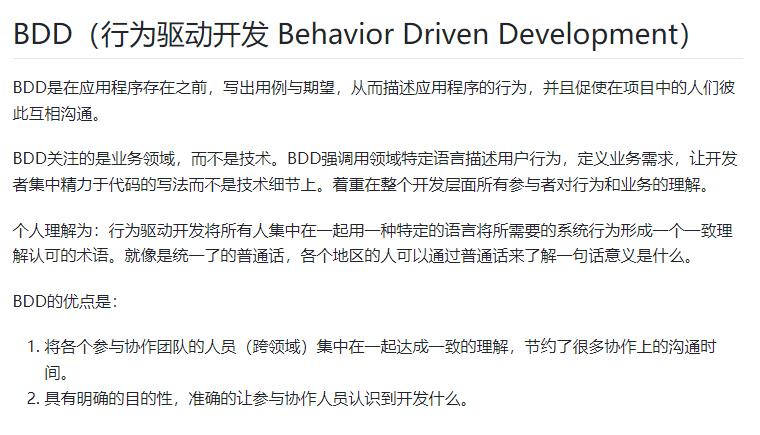 BDD（行为驱动开发 Behavior Driven Development）
BDD是在应用程序存在之前，写出用例与期望，从而描述应用程序的行为，并且促使在项目中的人们彼
此互相沟通。
BDD关注的是业务领域，而不是技术。BDD强调用领域特定语言描述用户行为，定义业务需求，让开发
者集中精力于代码的写法而不是技术细节上。着重在整个开发层面所有参与者对行为和业务的理解。
个人理解为：行为驱动开发将所有人集中在一起用一种特定的语言将所需要的系统行为形成一个一致理
解认可的术语。就像是统一了的普通话，各个地区的人可以通过普通话来了解一句话意义是什么。
BDD的优点是：
1. 将各个参与协作团队的人员（跨领域）集中在一起达成一致的理解，节约了很多协作上的沟通时
间。
2. 具有明确的目的性，准确的让参与协作人员认识到开发什么。